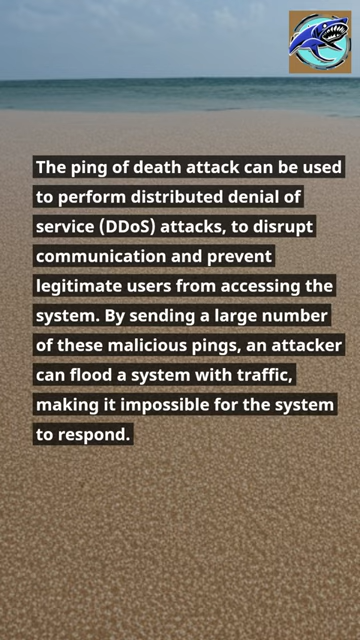 The ping of death attack can be used
to perform distributed denial of
service (DDoS) attacks, to disrupt
communication and prevent
legitimate users from accessing the
system. By sending a large number
of these malicious pings, an attacker
can flood a system with traffic,
making it impossible for the system
to respond.